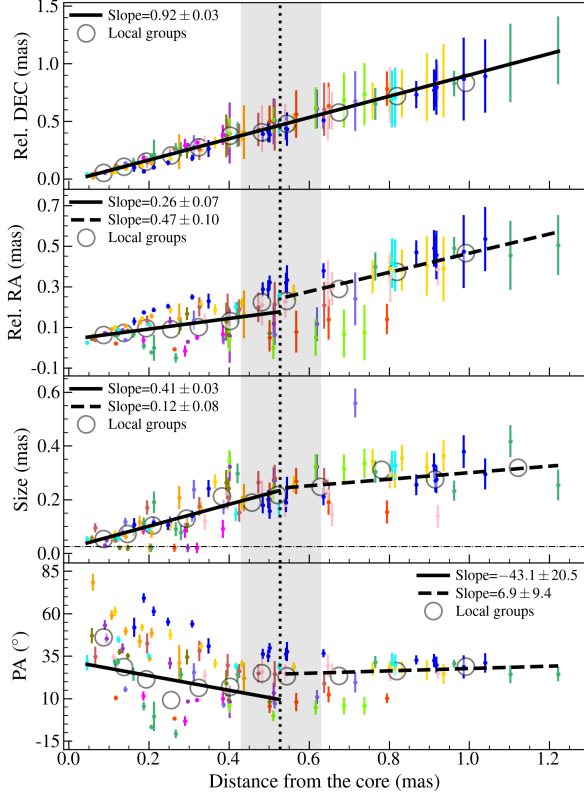 Slope=0.92 ± 0.03
Local groups
Rel. DEC (mas)
1.5
1.0
0.5
0.0
Slope=0.26 ± 0.07
Slope=0.47 ± 0.10
Local groups
Rel. RA (mas)
0.7
0.5
0.3
0.1
-0.1
Slope=0.41 ± 0.03
Slope=0.12 ± 0.08
Local groups
Size (mas)
0.6
0.4
0.2
0.0
Slope=−43.1 ± 20.5
Slope=6.9 ± 9.4
Local groups
PA (°)
85
60
35
10
-15
0.0 0.2 0.4 0.6 0.8 1.0 1.2
Distance from the core (mas)